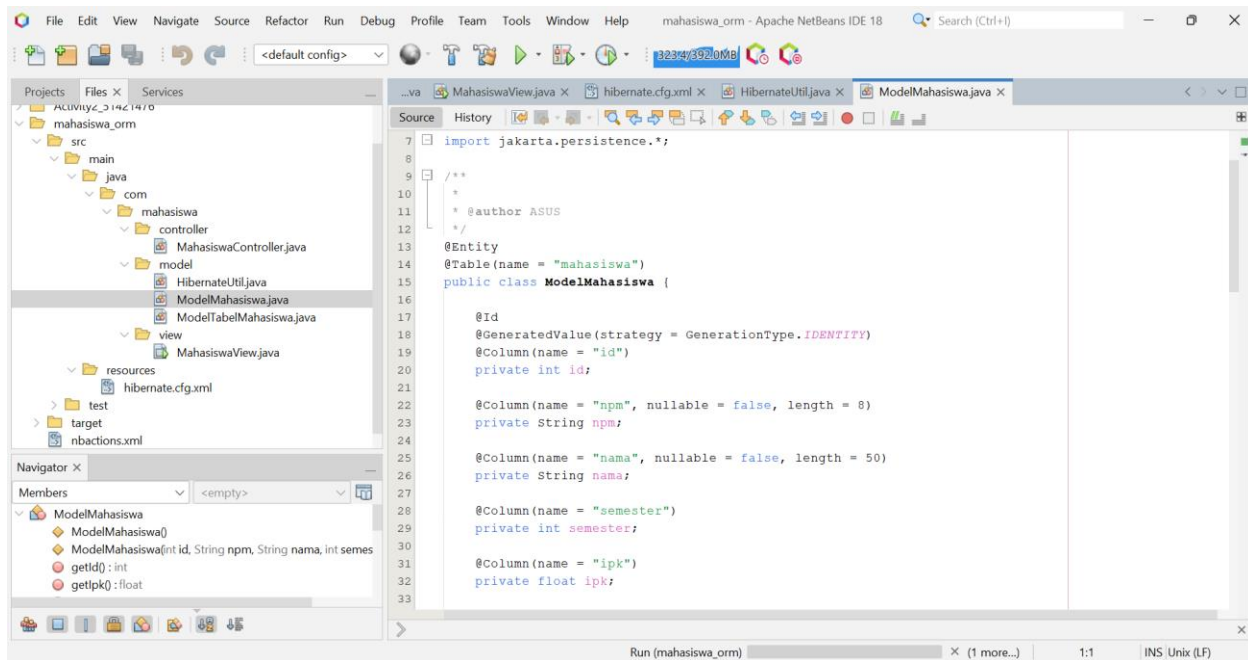 File Edit View Navigate Source Refactor Run Debug Profile Team Tools Window Help mahasiswa_orm - Apache NetBeans IDE 18 Search (Ctrl+I)
<default config> 323.4/392.0MB
Projects Files Services
Activity2_51421476
mahasiswa_orm
src
main
java
com
mahasiswa
controller
MahasiswaController.java
model
HibernateUtil.java
ModelMahasiswa.java
ModelTabelMahasiswa.java
view
MahasiswaView.java
resources
hibernate.cfg.xml
test
target
nbactions.xml
Navigator
Members <empty>
ModelMahasiswa
ModelMahasiswa()
ModelMahasiswa(int id, String npm, String nama, int semes
getId() : int
getIpk() : float
...va MahasiswaView.java hibernate.cfg.xml HibernateUtil.java ModelMahasiswa.java
Source History
7 import jakarta.persistence.*;
8
9 /**
10 *
11 * @author ASUS
12 */
13 @Entity
14 @Table(name = "mahasiswa")
15 public class ModelMahasiswa {
16
17 @Id
18 @GeneratedValue(strategy = GenerationType.IDENTITY)
19 @Column(name = "id")
20 private int id;
21
22 @Column(name = "npm", nullable = false, length = 8)
23 private String npm;
24
25 @Column(name = "nama", nullable = false, length = 50)
26 private String nama;
27
28 @Column(name = "semester")
29 private int semester;
30
31 @Column(name = "ipk")
32 private float ipk;
33
Run (mahasiswa_orm) (1 more...) 1:1 INS Unix (LF)